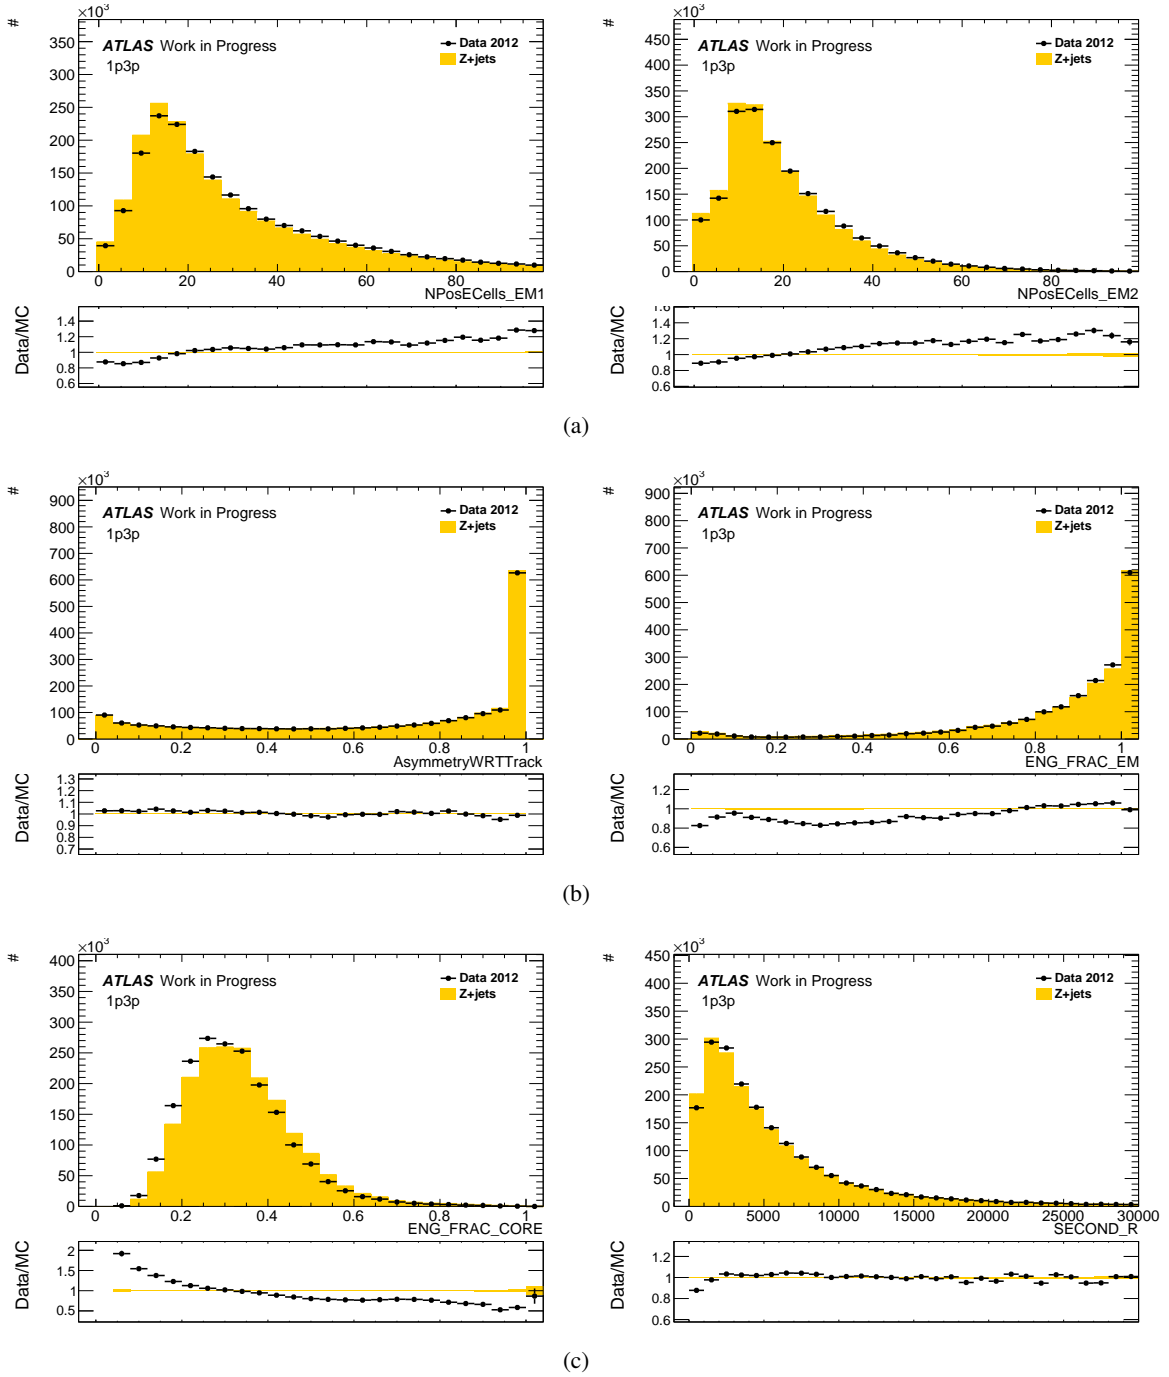 ×10³ ×10³
# #
ATLAS Work in Progress
1p3p
Data 2012
Z+jets
350
300
250
200
150
100
50
0
0 20 40 60 80
NPosECells_EM1
Data/MC
1.4
1.2
1
0.8
0.6
ATLAS Work in Progress
1p3p
Data 2012
Z+jets
450
400
350
300
250
200
150
100
50
0
0 20 40 60 80
NPosECells_EM2
Data/MC
1.6
1.4
1.2
1
0.8
0.6
(a)
×10³ ×10³
# #
ATLAS Work in Progress
1p3p
Data 2012
Z+jets
900
800
700
600
500
400
300
200
100
0
0 0.2 0.4 0.6 0.8 1
AsymmetryWRTTrack
Data/MC
1.3
1.2
1.1
1
0.9
0.8
0.7
ATLAS Work in Progress
1p3p
Data 2012
Z+jets
900
800
700
600
500
400
300
200
100
0
0 0.2 0.4 0.6 0.8 1
ENG_FRAC_EM
Data/MC
1.2
1
0.8
0.6
(b)
×10³ ×10³
# #
ATLAS Work in Progress
1p3p
Data 2012
Z+jets
400
350
300
250
200
150
100
50
0
0 0.2 0.4 0.6 0.8 1
ENG_FRAC_CORE
Data/MC
2
1.5
1
0.5
ATLAS Work in Progress
1p3p
Data 2012
Z+jets
450
400
350
300
250
200
150
100
50
0
0 5000 10000 15000 20000 25000 30000
SECOND_R
Data/MC
1.2
1
0.8
0.6
(c)